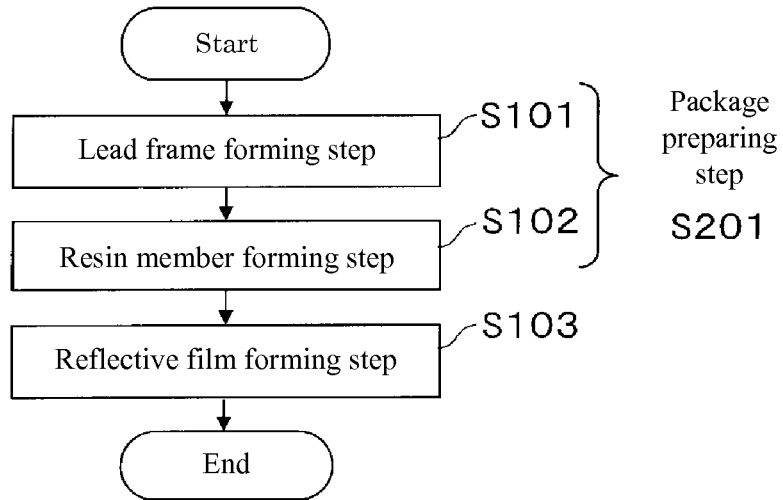 Start
Lead frame forming step
S101
Resin member forming step
S102
Package
preparing
step
S201
Reflective film forming step
S103
End